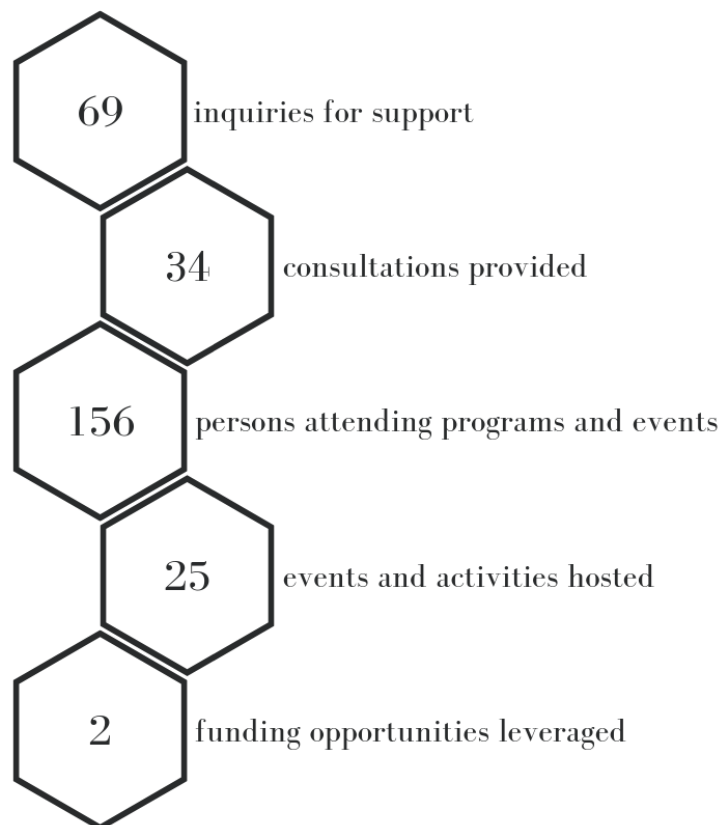 69 inquiries for support
34 consultations provided
156 persons attending programs and events
25 events and activities hosted
2 funding opportunities leveraged